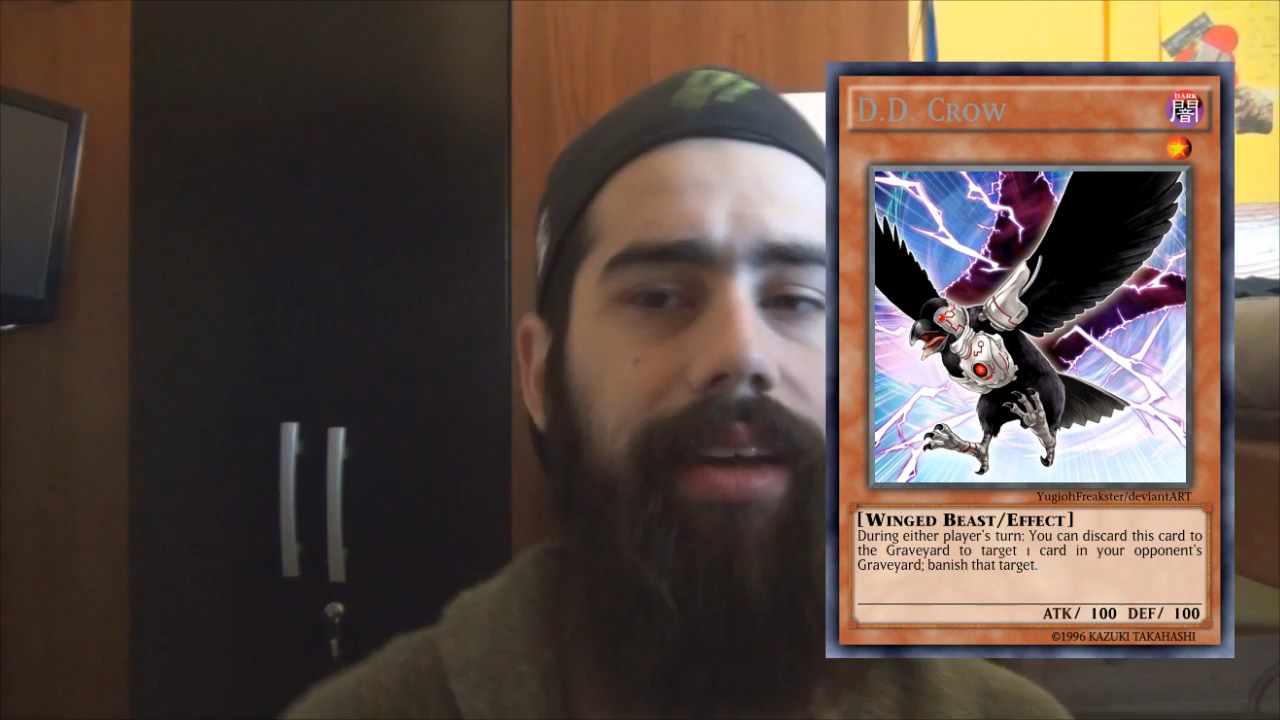 D.D. Crow
DARK
闇
YugiohFreakster/deviantART
[Winged Beast/Effect]
During either player's turn: You can discard this card to
the Graveyard to target 1 card in your opponent's
Graveyard; banish that target.
ATK/ 100 DEF/ 100
©1996 KAZUKI TAKAHASHI